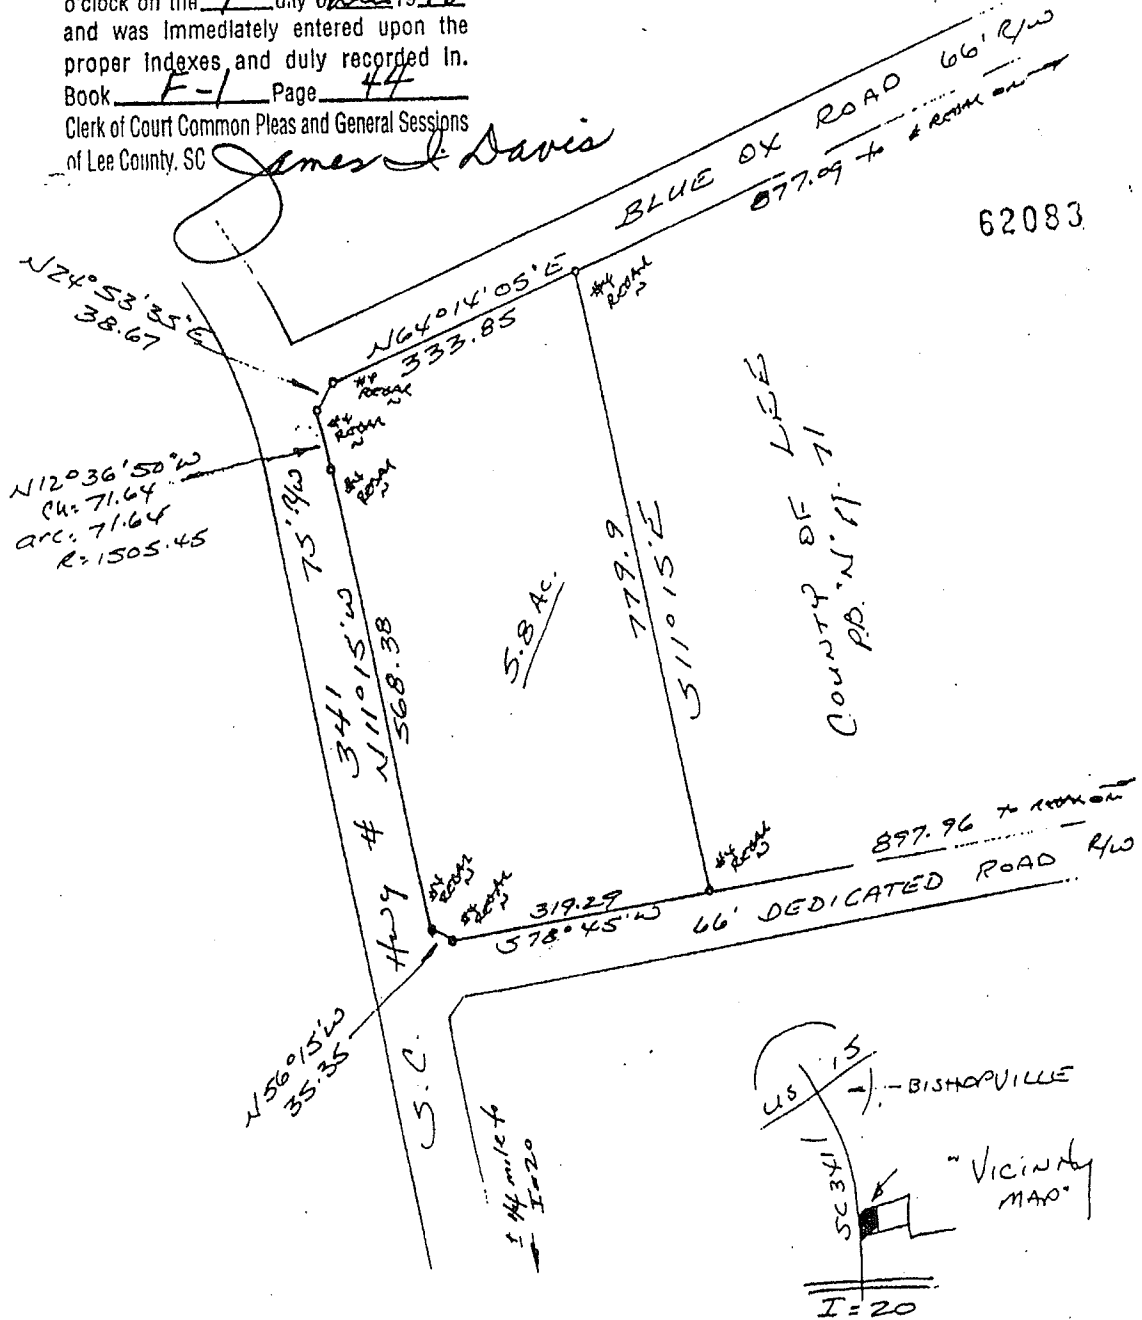 o'clock on the
and was immediately entered upon the
proper indexes and duly recorded in.
Book F-1 Page 44
Clerk of Court Common Pleas and General Sessions
of Lee County, SC James I. Davis
BLUE OX ROAD 66' R/W
877.09 to # REBAR ON
62083
N24°53'35"E
38.67
N64°14'05"E
333.85
#4
REBAR
N
#4
REBAR
N
#4
REBAR
N
#4
REBAR
N
N12°36'50"W
CH= 71.64
arc= 71.64
R=1505.45
75' R/W
S.C. Hwy # 341
N11°15'W
568.38
5.8 Ac.
779.9
S11°15'E
COUNTY OF LEE
P.B. "N" P. 71
#4
REBAR
N
#4
REBAR
N
#4
REBAR
N
319.29
S78°45'W
897.96 to REBAR ON
66' DEDICATED ROAD R/W
N56°15'W
35.35
± 1/4 mile to
I=20
US 15
BISHOPVILLE
SC 341
"VICINITY
MAP"
I=20